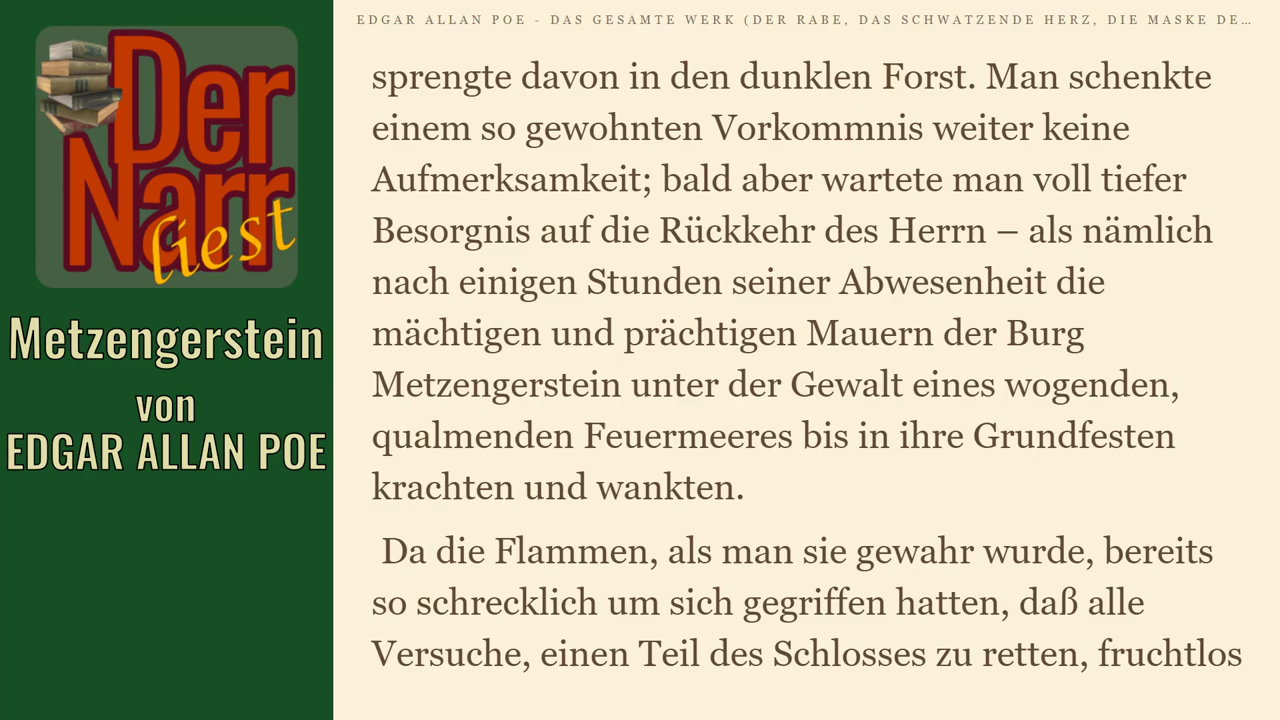 Der
Narr
liest
Metzengerstein
von
EDGAR ALLAN POE
EDGAR ALLAN POE - DAS GESAMTE WERK (DER RABE, DAS SCHWATZENDE HERZ, DIE MASKE DE…
sprengte davon in den dunklen Forst. Man schenkte
einem so gewohnten Vorkommnis weiter keine
Aufmerksamkeit; bald aber wartete man voll tiefer
Besorgnis auf die Rückkehr des Herrn – als nämlich
nach einigen Stunden seiner Abwesenheit die
mächtigen und prächtigen Mauern der Burg
Metzengerstein unter der Gewalt eines wogenden,
qualmenden Feuermeeres bis in ihre Grundfesten
krachten und wankten.
Da die Flammen, als man sie gewahr wurde, bereits
so schrecklich um sich gegriffen hatten, daß alle
Versuche, einen Teil des Schlosses zu retten, fruchtlos